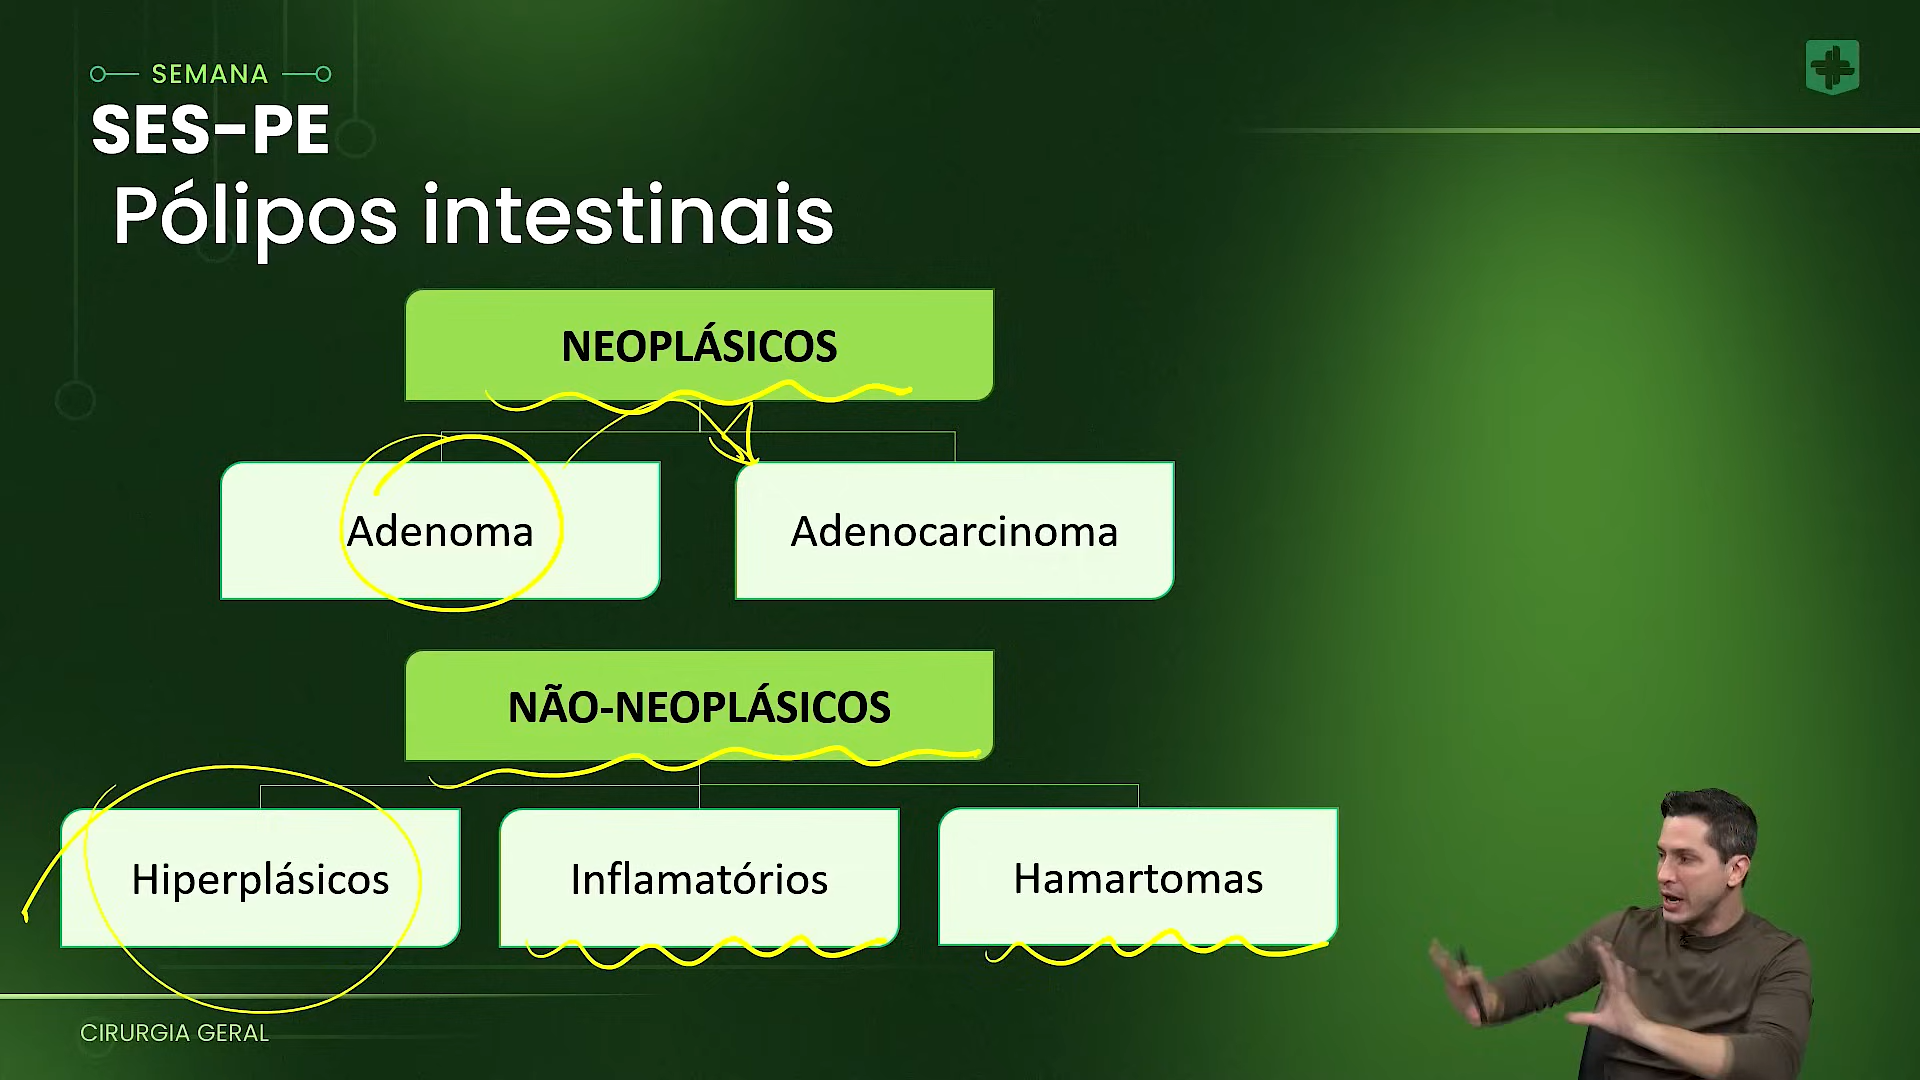 SEMANA
SES-PE
Pólipos intestinais
NEOPLÁSICOS
Adenoma
Adenocarcinoma
NÃO-NEOPLÁSICOS
Hiperplásicos
Inflamatórios
Hamartomas
CIRURGIA GERAL